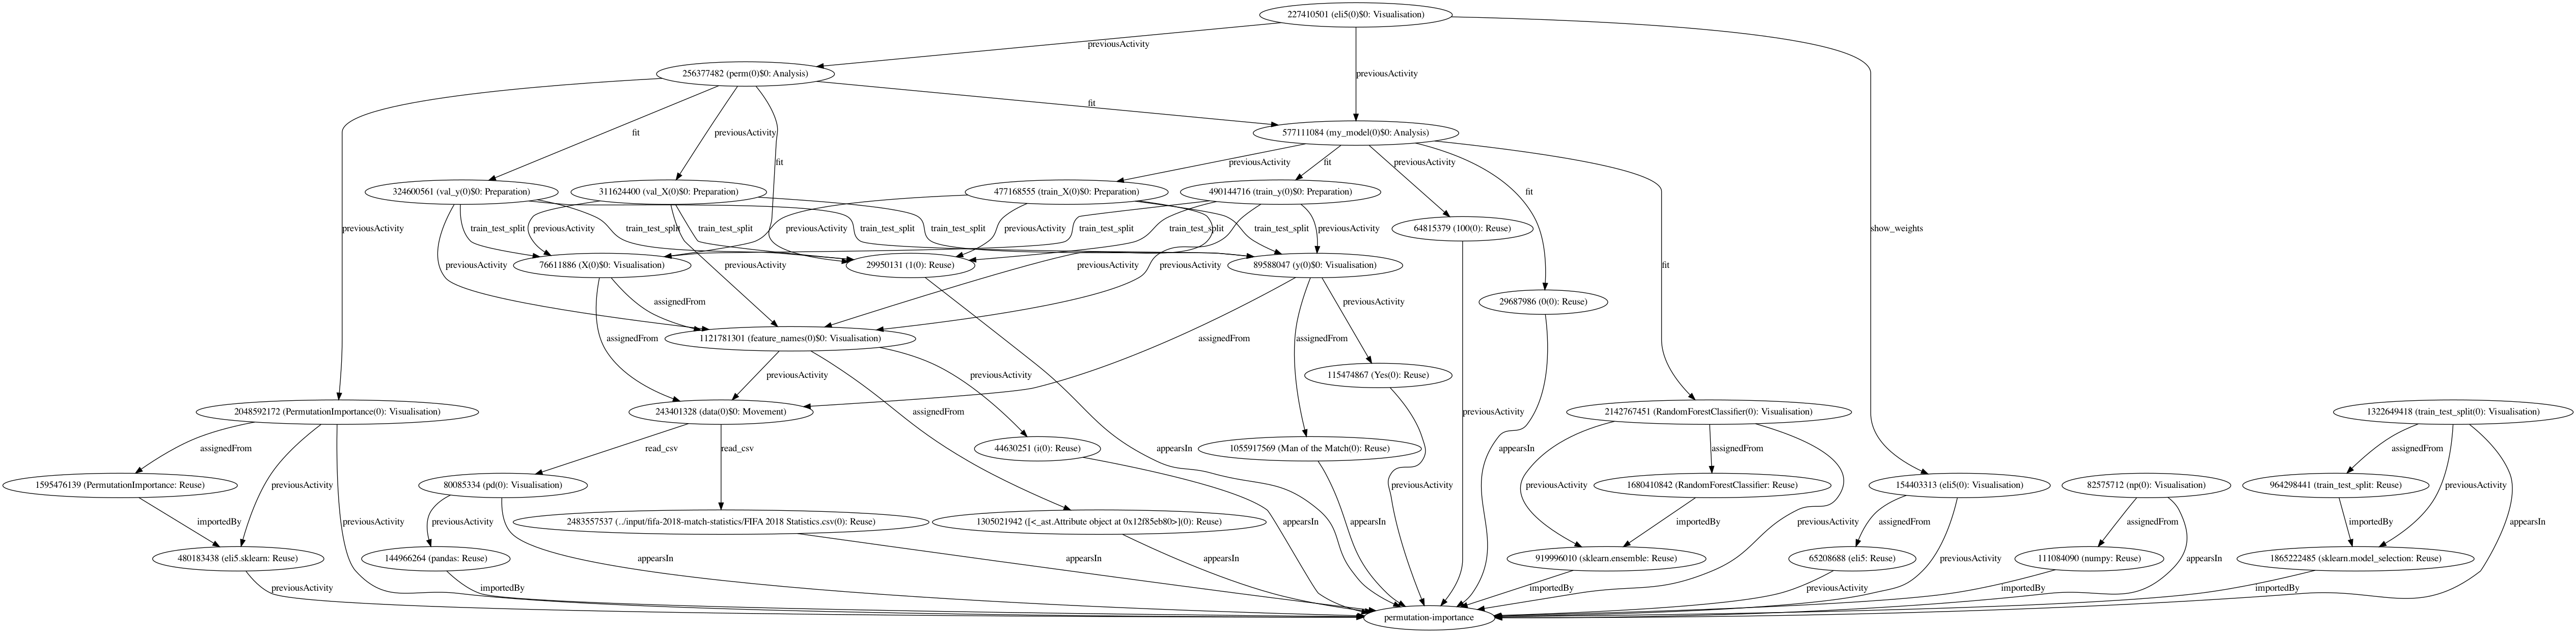 227410501 (eli5(0)$0: Visualisation)
previousActivity
256377482 (perm(0)$0: Analysis)
previousActivity
fit
577111084 (my_model(0)$0: Analysis)
fit
previousActivity
fit
previousActivity
fit
previousActivity
fit
324600561 (val_y(0)$0: Preparation)
311624400 (val_X(0)$0: Preparation)
477168555 (train_X(0)$0: Preparation)
490144716 (train_y(0)$0: Preparation)
previousActivity
train_test_split
previousActivity
train_test_split
train_test_split
previousActivity
train_test_split
train_test_split
previousActivity
train_test_split
train_test_split
train_test_split
previousActivity
64815379 (100(0): Reuse)
show_weights
previousActivity
76611886 (X(0)$0: Visualisation)
previousActivity
29950131 (1(0): Reuse)
previousActivity
previousActivity
89588047 (y(0)$0: Visualisation)
fit
assignedFrom
previousActivity
29687986 (0(0): Reuse)
assignedFrom
1121781301 (feature_names(0)$0: Visualisation)
assignedFrom
assignedFrom
previousActivity
previousActivity
115474867 (Yes(0): Reuse)
2048592172 (PermutationImportance(0): Visualisation)
243401328 (data(0)$0: Movement)
assignedFrom
previousActivity
2142767451 (RandomForestClassifier(0): Visualisation)
1322649418 (train_test_split(0): Visualisation)
assignedFrom
read_csv
read_csv
44630251 (i(0): Reuse)
appearsIn
1055917569 (Man of the Match(0): Reuse)
appearsIn
assignedFrom
assignedFrom
1595476139 (PermutationImportance: Reuse)
previousActivity
80085334 (pd(0): Visualisation)
previousActivity
previousActivity
1680410842 (RandomForestClassifier: Reuse)
154403313 (eli5(0): Visualisation)
82575712 (np(0): Visualisation)
964298441 (train_test_split: Reuse)
previousActivity
importedBy
previousActivity
previousActivity
2483557537 (../input/fifa-2018-match-statistics/FIFA 2018 Statistics.csv(0): Reuse)
1305021942 ([<_ast.Attribute object at 0x12f85eb80>](0): Reuse)
appearsIn
appearsIn
importedBy
previousActivity
assignedFrom
assignedFrom
importedBy
appearsIn
480183438 (eli5.sklearn: Reuse)
144966264 (pandas: Reuse)
appearsIn
appearsIn
appearsIn
919996010 (sklearn.ensemble: Reuse)
65208688 (eli5: Reuse)
previousActivity
111084090 (numpy: Reuse)
appearsIn
1865222485 (sklearn.model_selection: Reuse)
previousActivity
importedBy
importedBy
previousActivity
importedBy
importedBy
permutation-importance